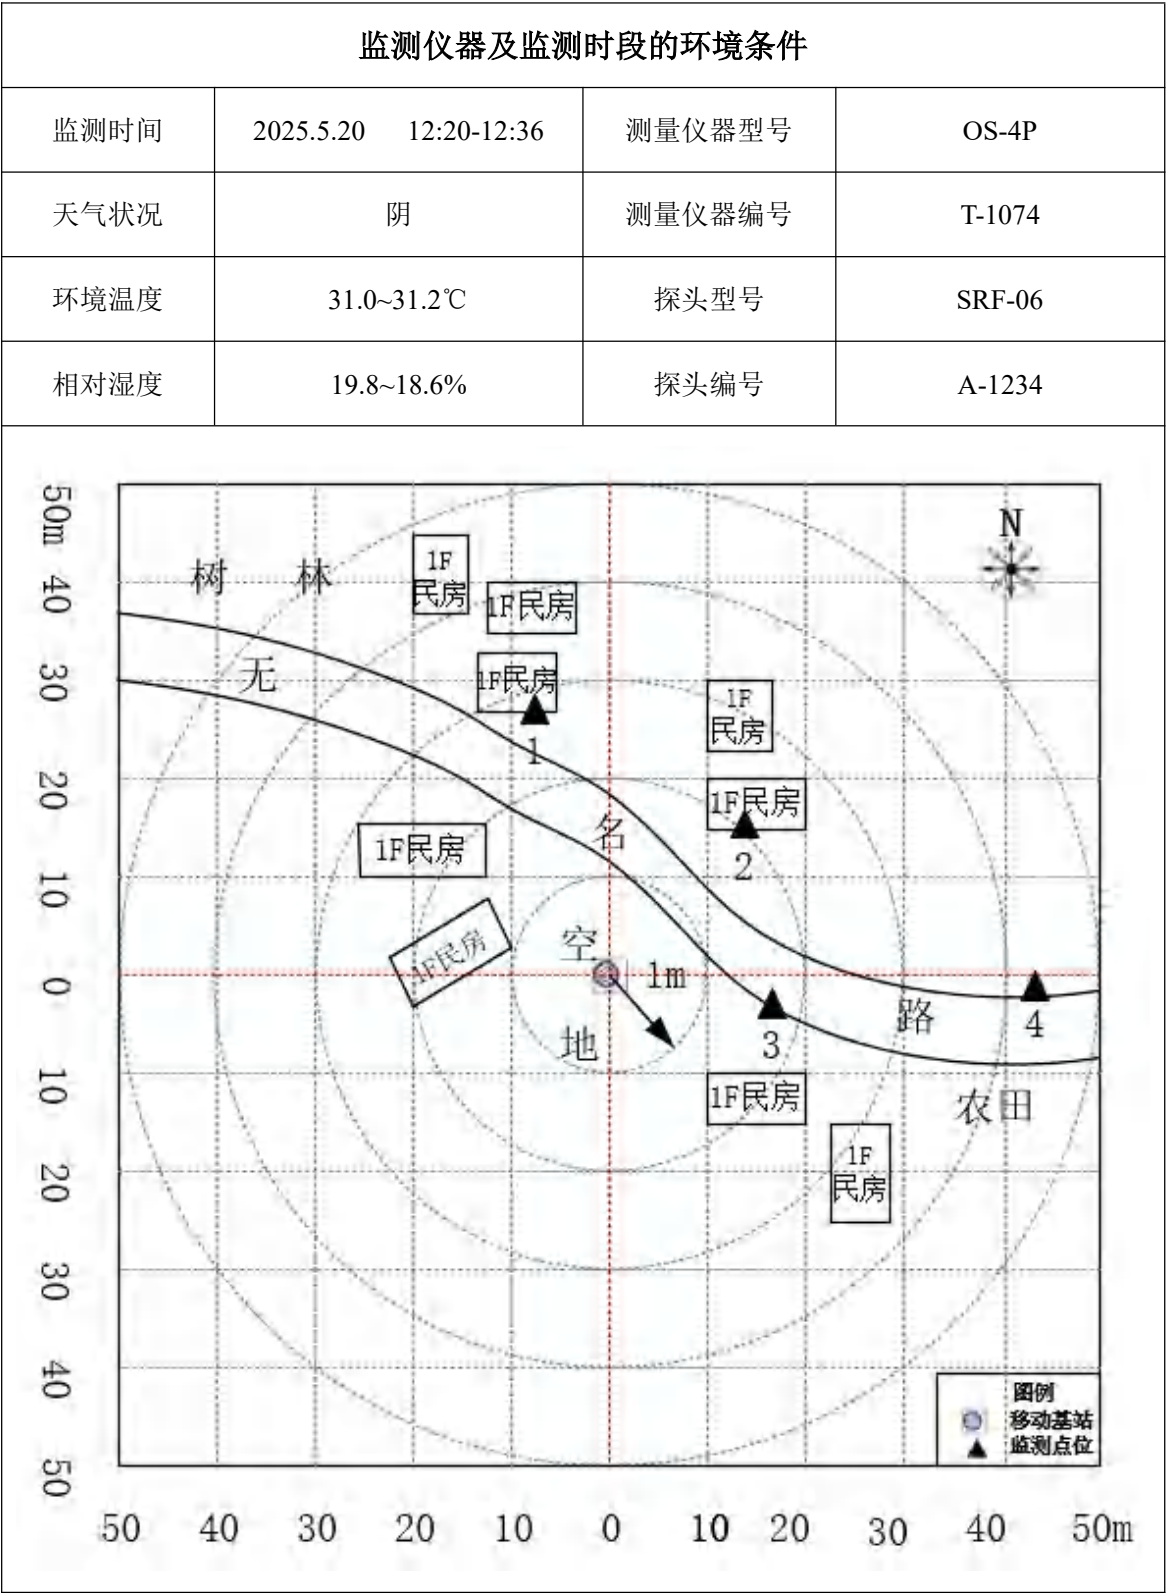 监测仪器及监测时段的环境条件
监测时间 2025.5.20 12:20-12:36 测量仪器型号 OS-4P
天气状况 阴 测量仪器编号 T-1074
环境温度 31.0~31.2℃ 探头型号 SRF-06
相对湿度 19.8~18.6% 探头编号 A-1234
50m
40
30
20
10
0
10
20
30
40
50
N
树 林
1F
民房
1F民房
无
1F民房
1
1F
民房
1F民房
2
名
1F民房
1F民房
空
1m
地
3
路
4
1F民房
农田
1F
民房
图例
移动基站
监测点位
50 40 30 20 10 0 10 20 30 40 50m